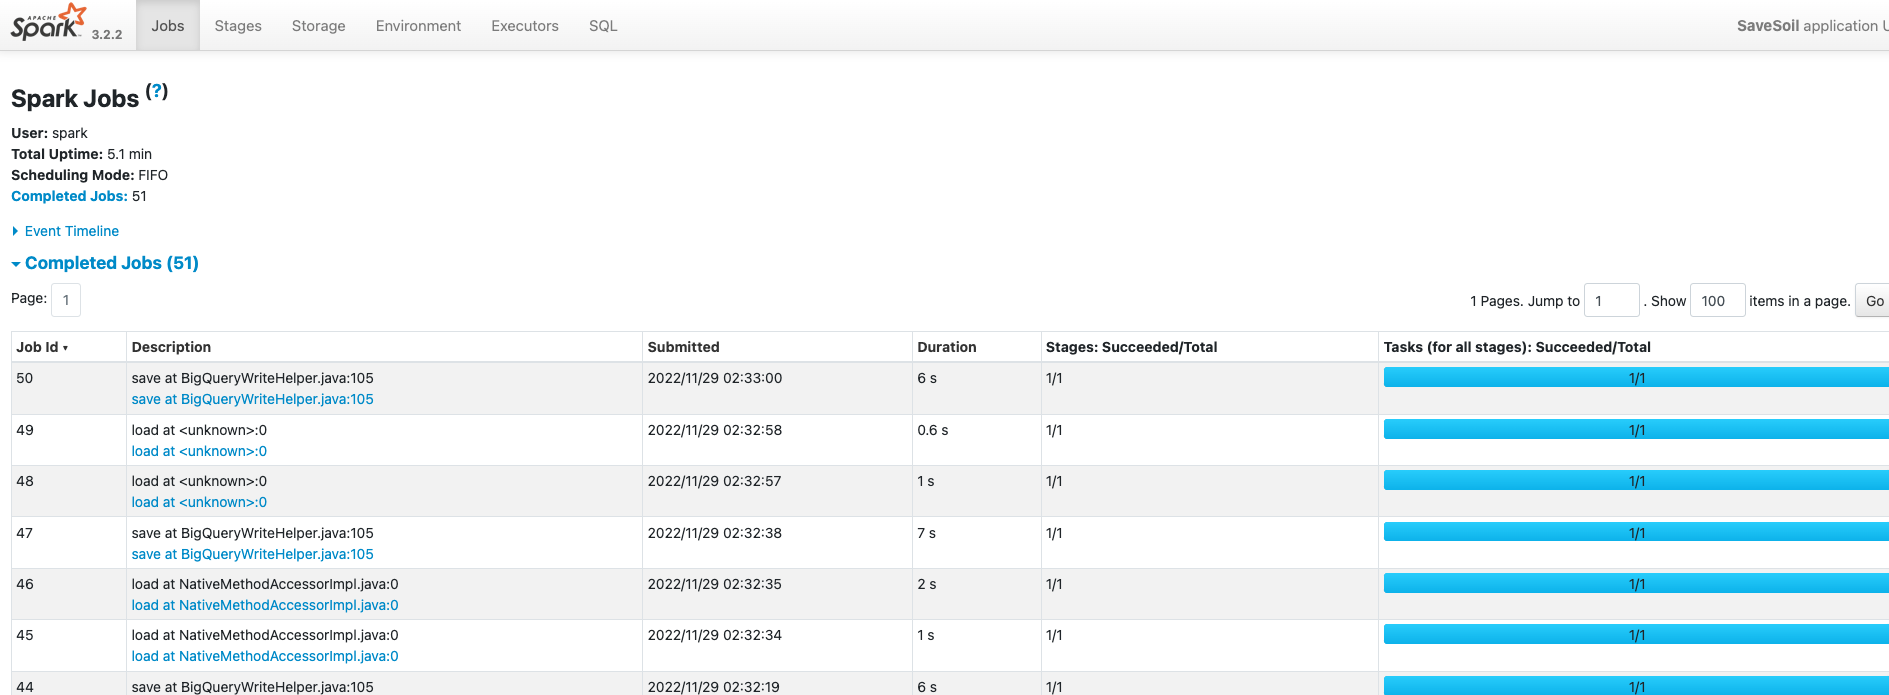 APACHE
Spark 3.2.2 Jobs Stages Storage Environment Executors SQL SaveSoil application U
Spark Jobs (?)
User: spark
Total Uptime: 5.1 min
Scheduling Mode: FIFO
Completed Jobs: 51
Event Timeline
Completed Jobs (51)
Page: 1 1 Pages. Jump to 1 . Show 100 items in a page. Go
Job Id ▾ Description Submitted Duration Stages: Succeeded/Total Tasks (for all stages): Succeeded/Total
50 save at BigQueryWriteHelper.java:105 2022/11/29 02:33:00 6 s 1/1 1/1
save at BigQueryWriteHelper.java:105
49 load at <unknown>:0 2022/11/29 02:32:58 0.6 s 1/1 1/1
load at <unknown>:0
48 load at <unknown>:0 2022/11/29 02:32:57 1 s 1/1 1/1
load at <unknown>:0
47 save at BigQueryWriteHelper.java:105 2022/11/29 02:32:38 7 s 1/1 1/1
save at BigQueryWriteHelper.java:105
46 load at NativeMethodAccessorImpl.java:0 2022/11/29 02:32:35 2 s 1/1 1/1
load at NativeMethodAccessorImpl.java:0
45 load at NativeMethodAccessorImpl.java:0 2022/11/29 02:32:34 1 s 1/1 1/1
load at NativeMethodAccessorImpl.java:0
44 save at BigQueryWriteHelper.java:105 2022/11/29 02:32:19 6 s 1/1 1/1